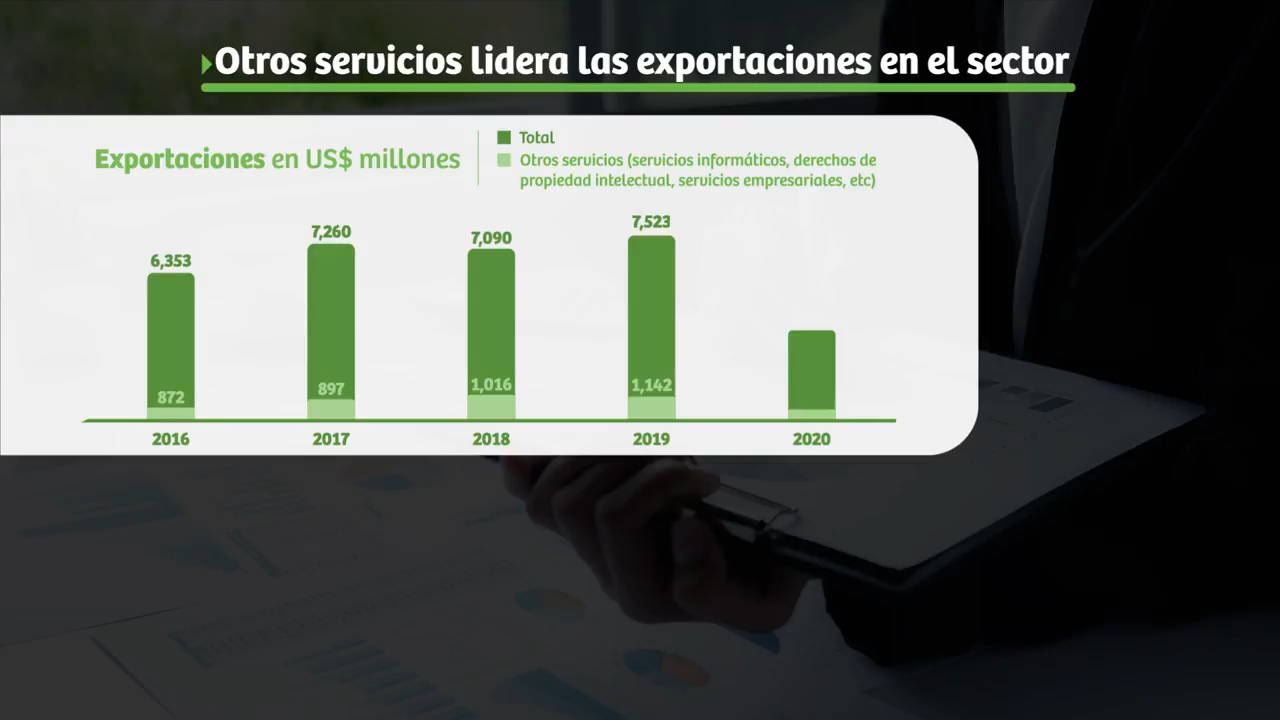 Otros servicios lidera las exportaciones en el sector
Exportaciones en US$ millones
Total
Otros servicios (servicios informáticos, derechos de
propiedad intelectual, servicios empresariales, etc)
6,353
7,260
7,090
7,523
872
897
1,016
1,142
2016
2017
2018
2019
2020